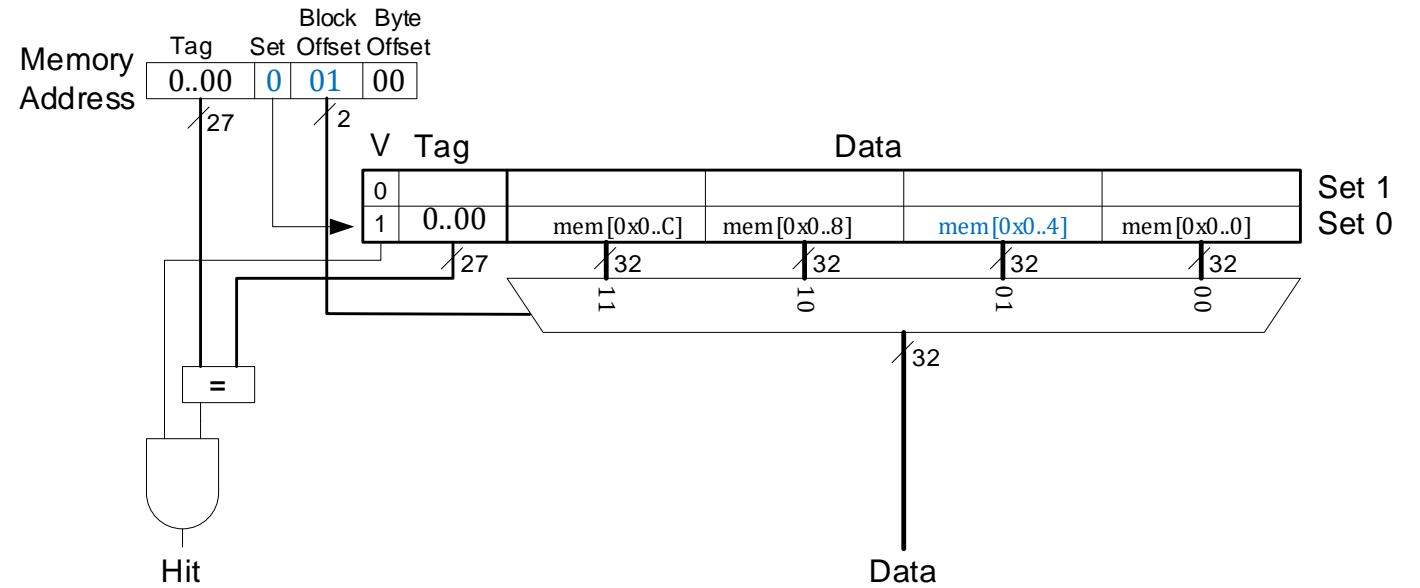 Block Byte
Tag Set Offset Offset
Memory Address
0..00 0 01 00
27 2
V Tag Data
0 Set 1
1 0..00 mem[0x0..C] mem[0x0..8] mem[0x0..4] mem[0x0..0] Set 0
27 32 32 32 32
11 10 01 00
32
=
Hit Data